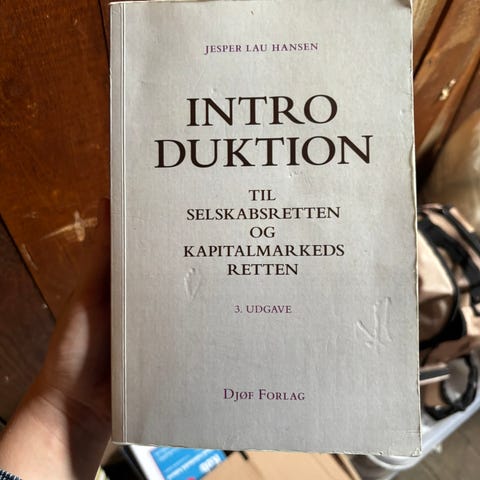 JESPER LAU HANSEN
INTRO
DUKTION
TIL
SELSKABSRETTEN
OG
KAPITALMARKEDS
RETTEN
3. UDGAVE
DJØF FORLAG